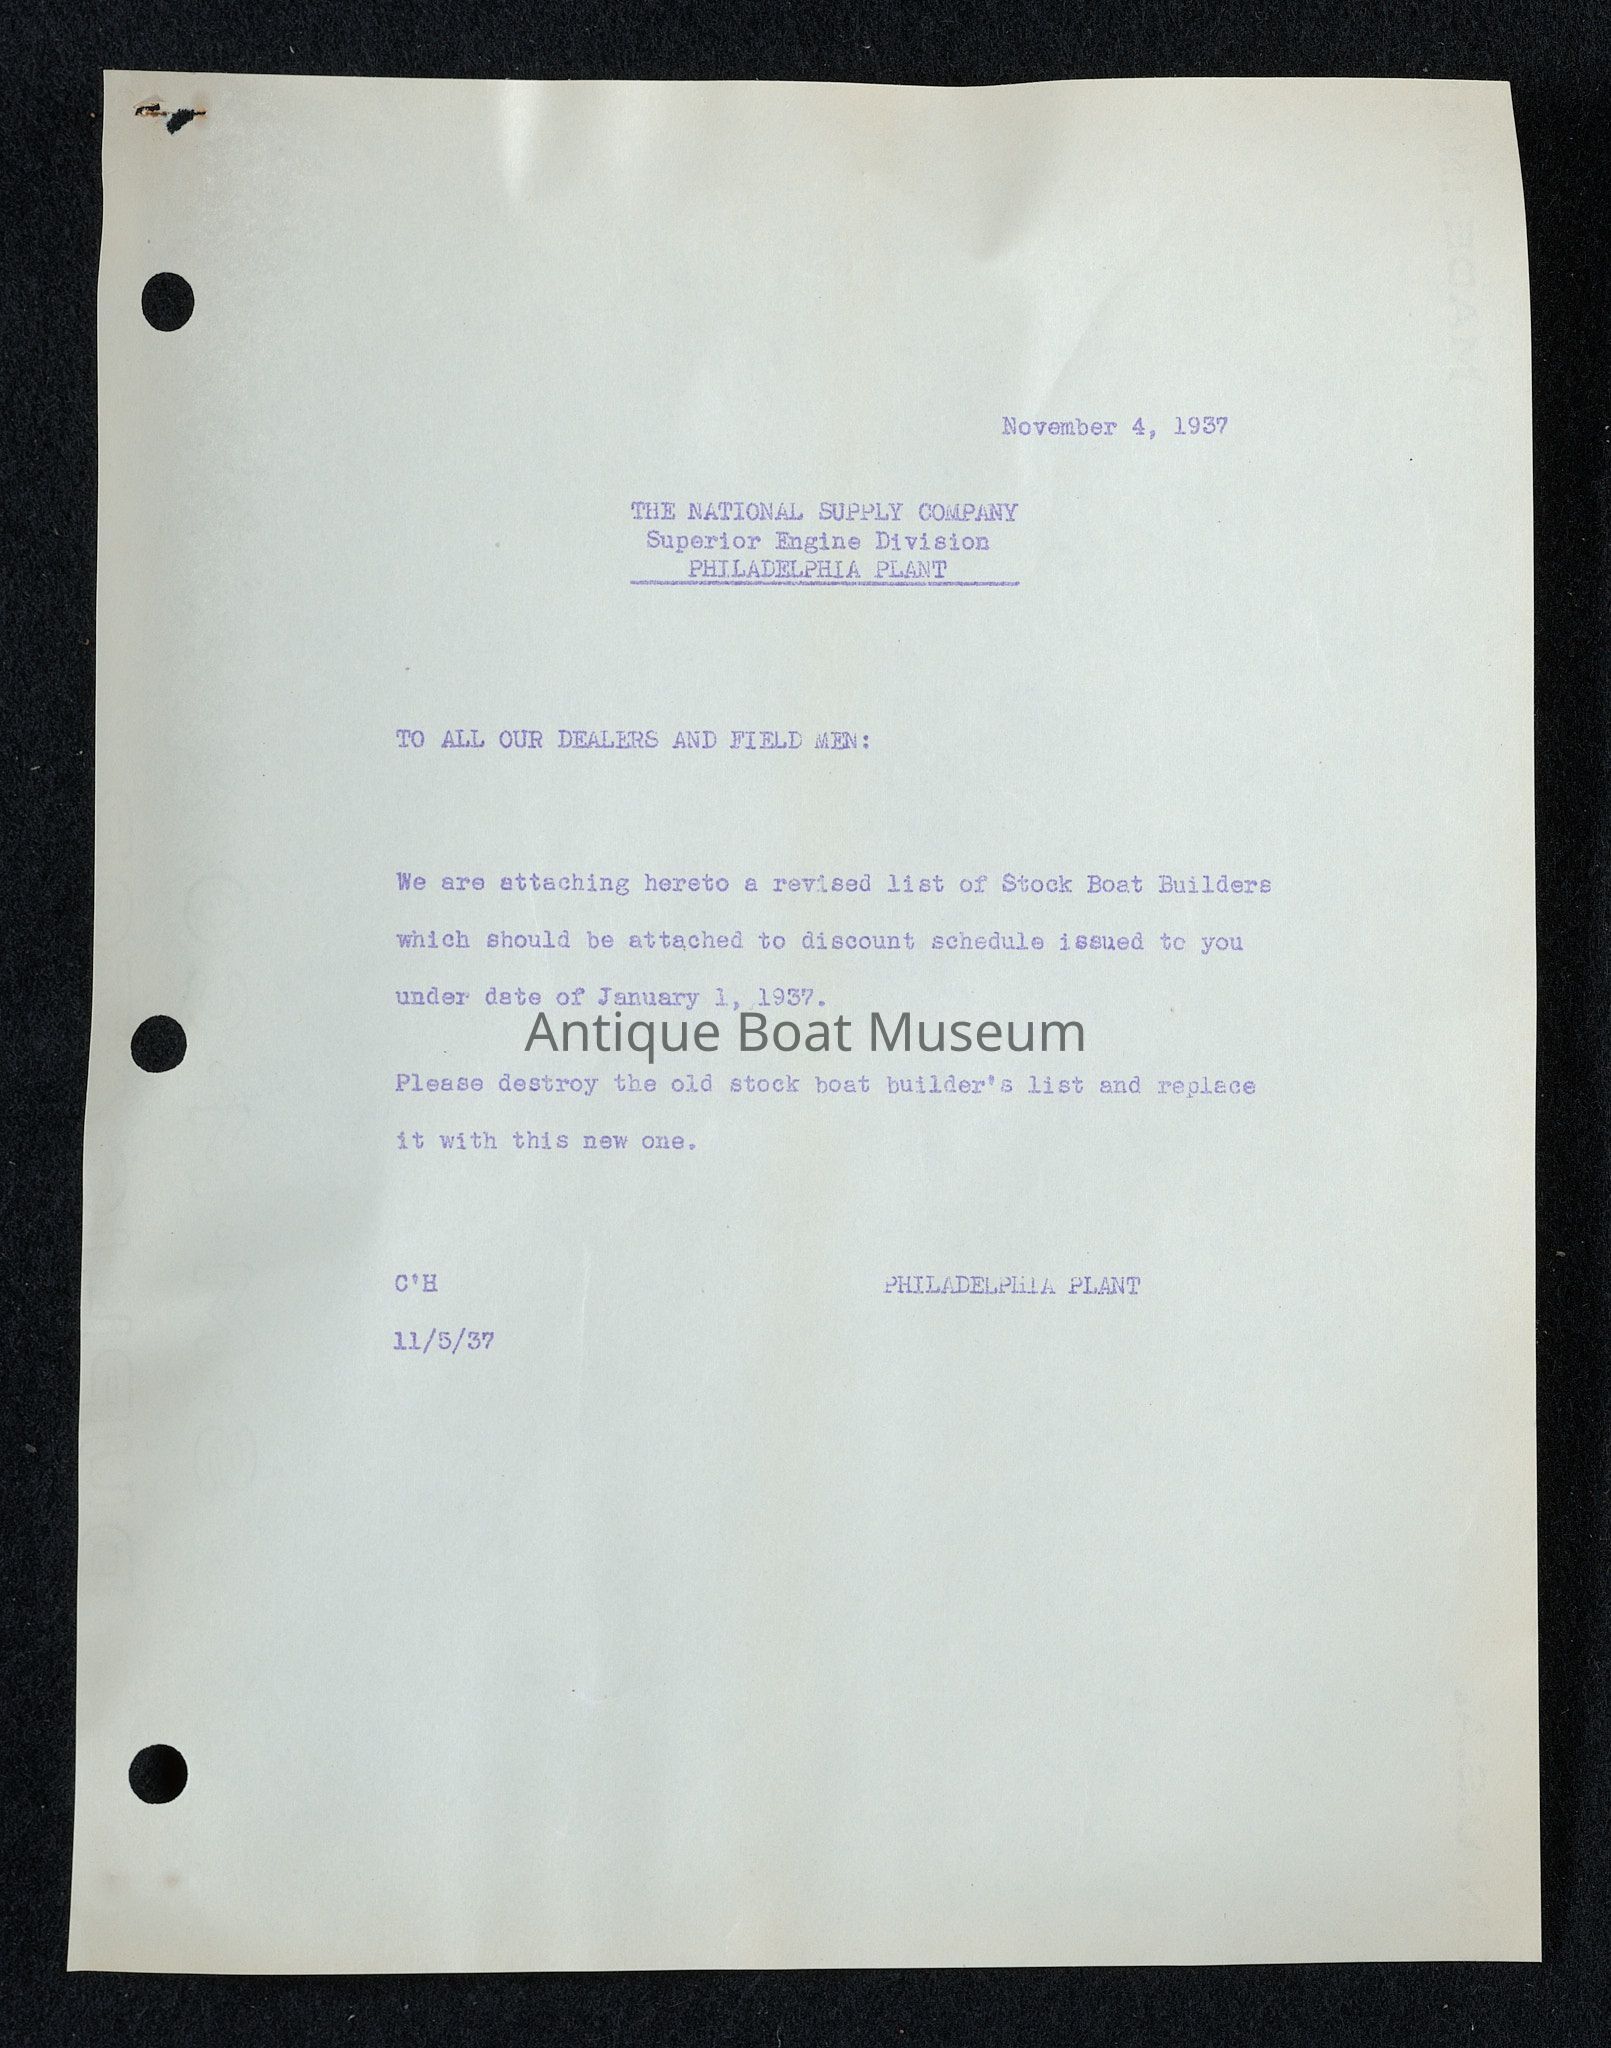 November 4, 1937
THE NATIONAL SUPPLY COMPANY
Superior Engine Division
PHILADELPHIA PLANT
TO ALL OUR DEALERS AND FIELD MEN:
We are attaching hereto a revised list of Stock Boat Builders
which should be attached to discount schedule issued to you
under date of January 1, 1937.
Antique Boat Museum
Please destroy the old stock boat builder's list and replace
it with this new one.
C'H PHILADELPHIA PLANT
11/5/37